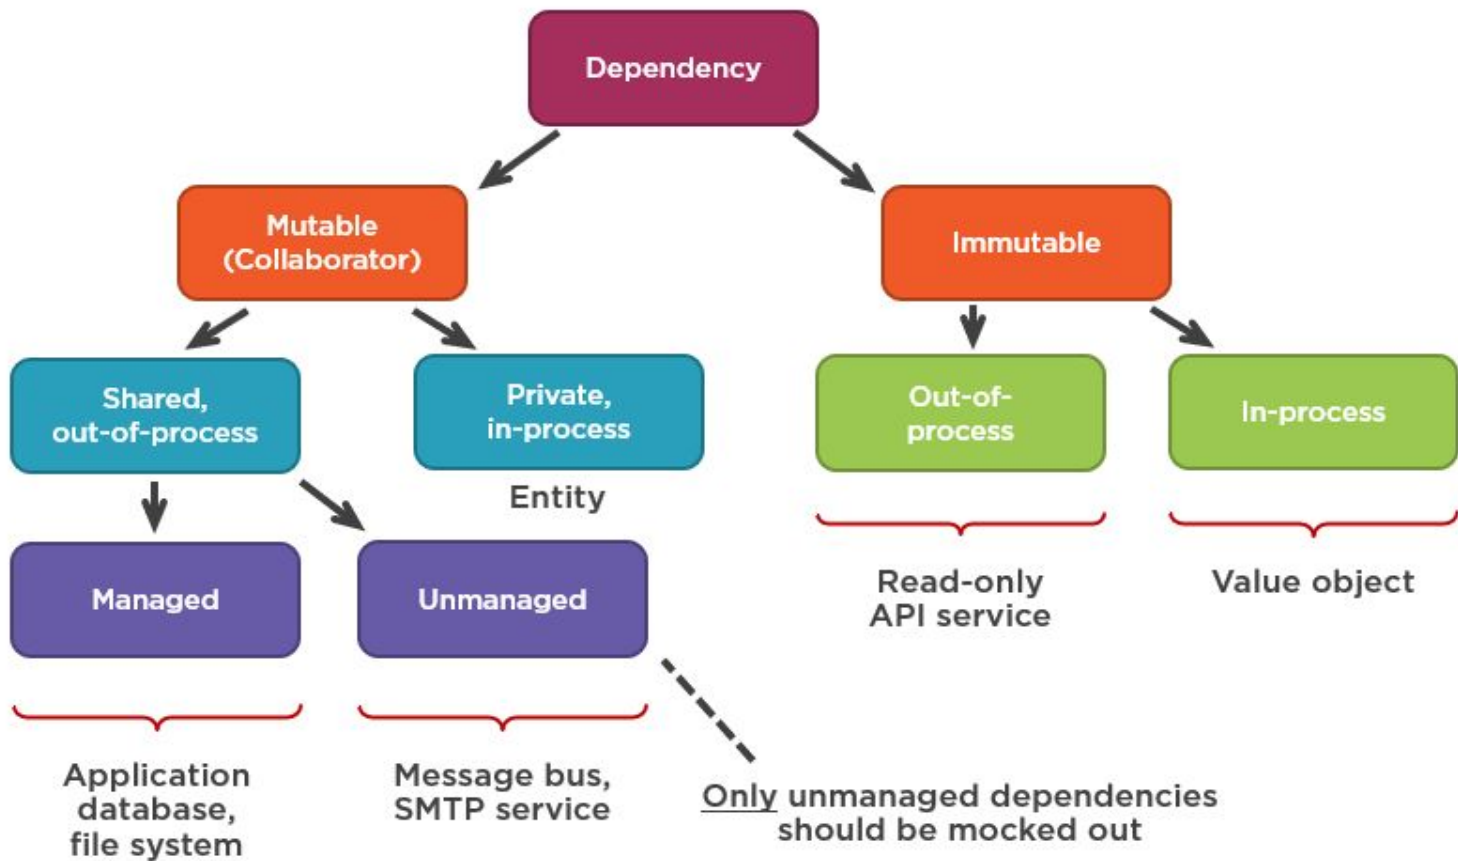 Dependency
Mutable
(Collaborator)
Immutable
Shared,
out-of-process
Private,
in-process
Out-of-
process
In-process
Entity
Managed
Unmanaged
Read-only
API service
Value object
Application
database,
file system
Message bus,
SMTP service
Only unmanaged dependencies
should be mocked out